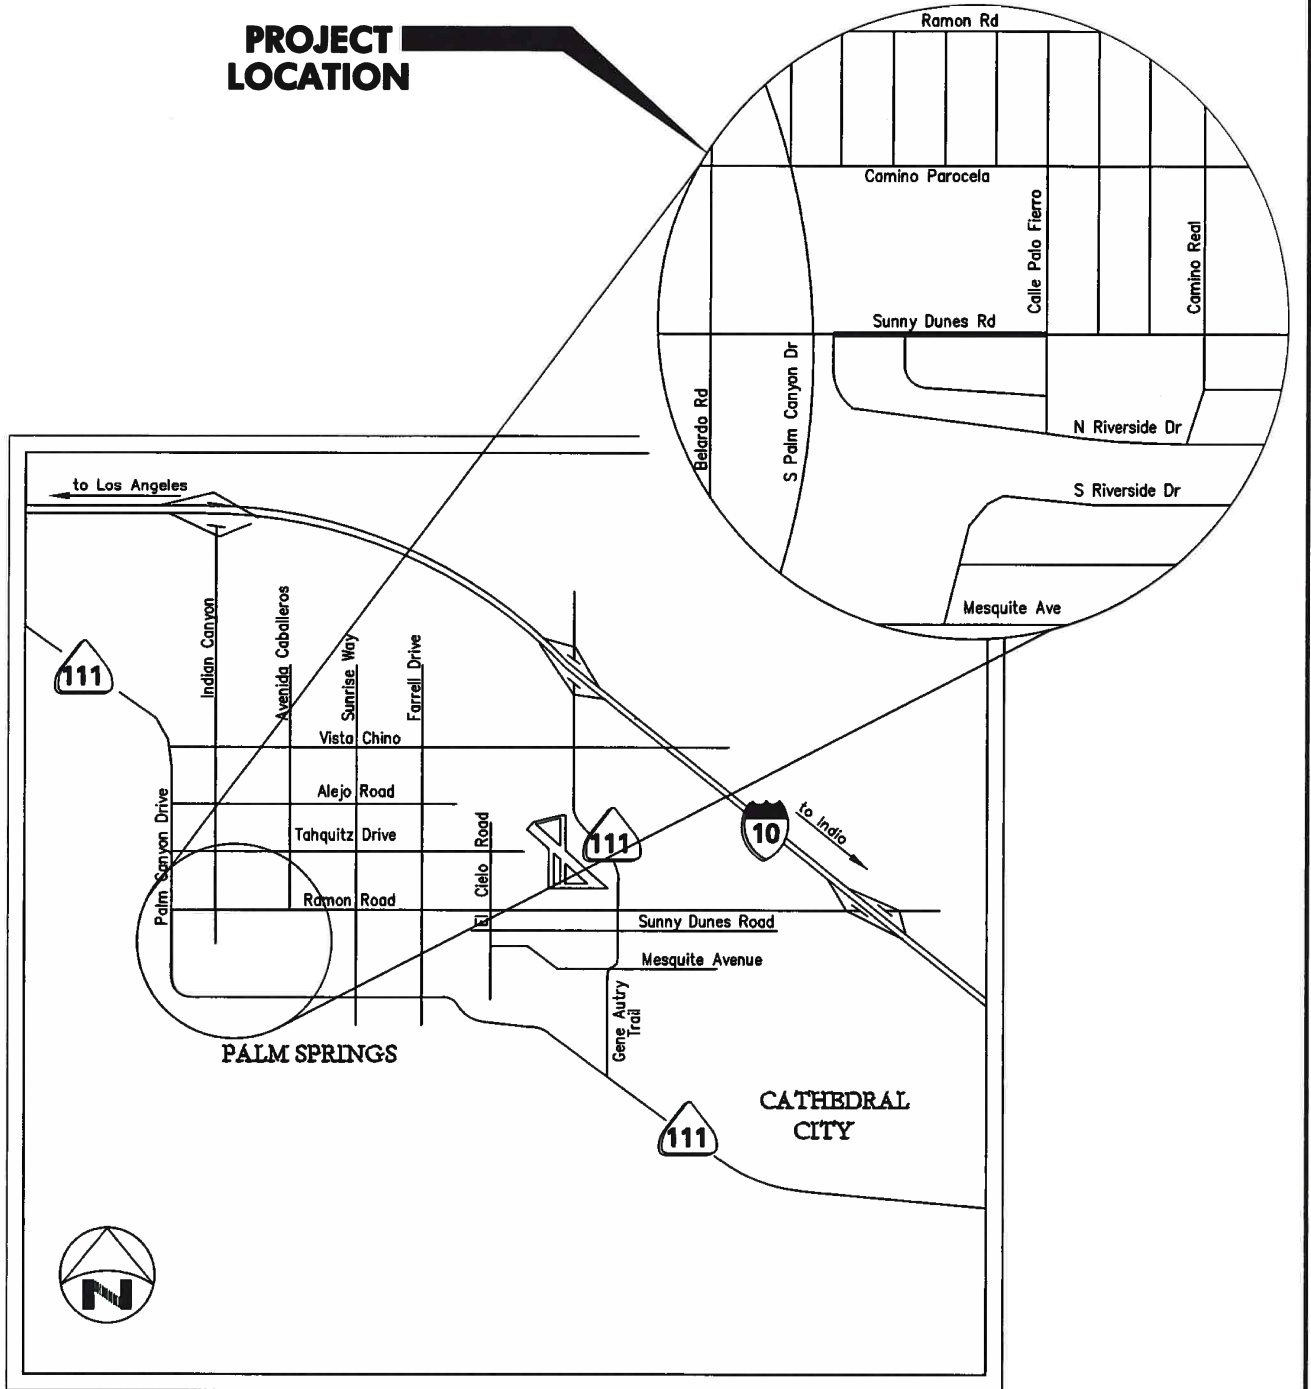 PROJECT
LOCATION
Ramon Rd
Camino Parocela
Calle Palo Fierro
Camino Real
Sunny Dunes Rd
Belardo Rd
S Palm Canyon Dr
N Riverside Dr
S Riverside Dr
Mesquite Ave
to Los Angeles
111
Indian Canyon
Avenida Caballeros
Sunrise Way
Farrell Drive
Vista Chino
Alejo Road
Tahquitz Drive
Palm Canyon Drive
Ramon Road
El Cielo Road
111
10
to Indio
Sunny Dunes Road
Mesquite Avenue
Gene Autry
Trail
PALM SPRINGS
CATHEDRAL
CITY
111
N